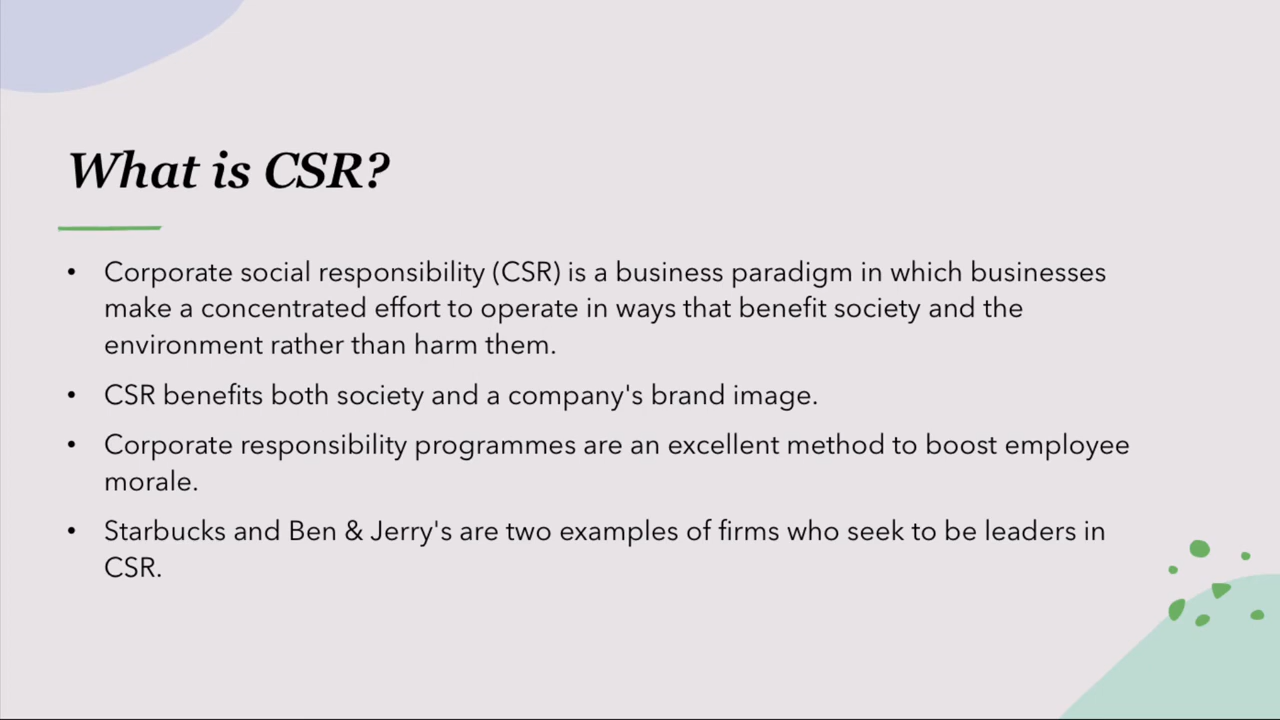 What is CSR?
• Corporate social responsibility (CSR) is a business paradigm in which businesses
make a concentrated effort to operate in ways that benefit society and the
environment rather than harm them.
• CSR benefits both society and a company's brand image.
• Corporate responsibility programmes are an excellent method to boost employee
morale.
• Starbucks and Ben & Jerry's are two examples of firms who seek to be leaders in
CSR.